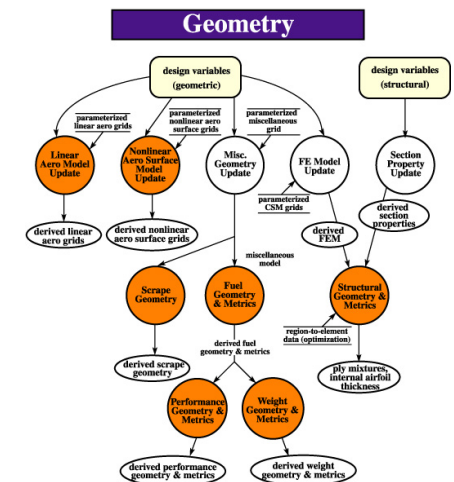 Geometry
design variables
(geometric)
design variables
(structural)
parameterized
linear aero grids
parameterized
nonlinear aero
surface grids
parameterized
miscellaneous
grid
Linear
Aero Model
Update
Nonlinear
Aero Surface
Model
Update
Misc.
Geometry
Update
FE Model
Update
Section
Property
Update
parameterized
CSM grids
derived
section
properties
derived linear
aero grids
derived nonlinear
aero surface grids
derived
FEM
miscellaneous
model
Scrape
Geometry
Fuel
Geometry
& Metrics
Structural
Geometry &
Metrics
region-to-element
data (optimization)
derived fuel
geometry & metrics
derived scrape
geometry
ply mixtures,
internal airfoil
thickness
Performance
Geometry &
Metrics
Weight
Geometry &
Metrics
derived performance
geometry & metrics
derived weight
geometry & metrics